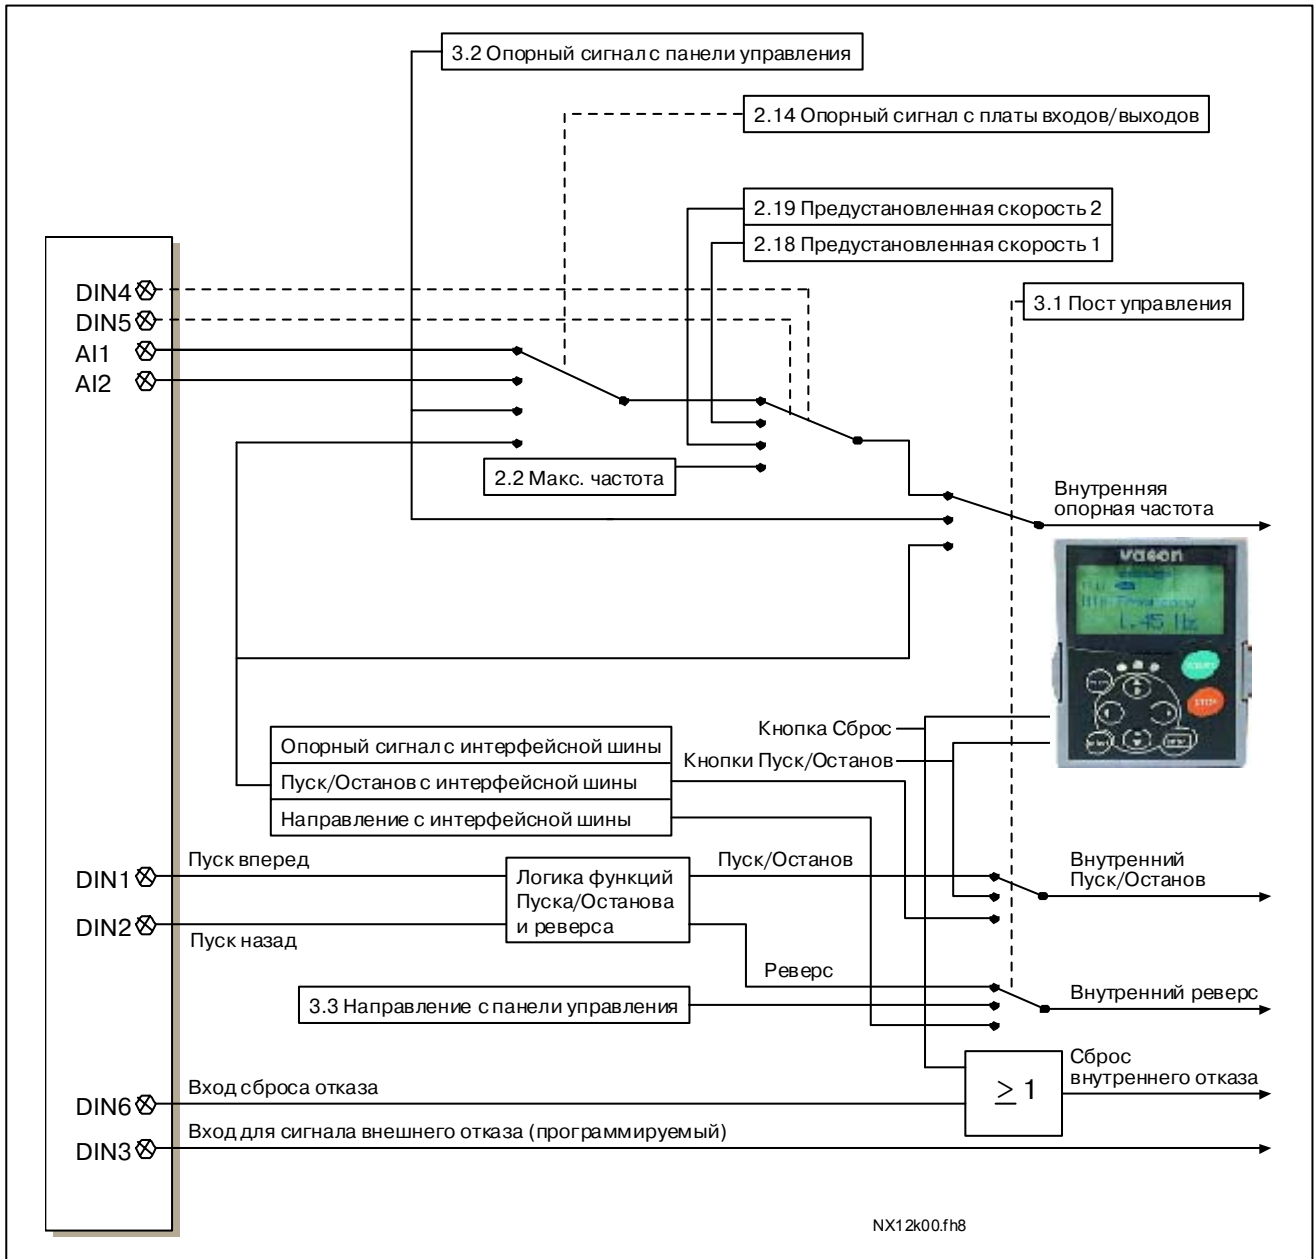 3.2 Опорный сигнал с панели управления
2.14 Опорный сигнал с платы входов/выходов
2.19 Предустановленная скорость 2
2.18 Предустановленная скорость 1
3.1 Пост управления
DIN4
DIN5
AI1
AI2
2.2 Макс. частота
Внутренняя
опорная частота
vacon
1.45 Hz
STOP
Кнопка Сброс
Кнопки Пуск/Останов
Опорный сигнал с интерфейсной шины
Пуск/Останов с интерфейсной шины
Направление с интерфейсной шины
DIN1
Пуск вперед
DIN2
Пуск назад
Логика функций
Пуска/Останова
и реверса
Пуск/Останов
Внутренний
Пуск/Останов
Реверс
3.3 Направление с панели управления
Внутренний реверс
DIN6
Вход сброса отказа
≥ 1
Сброс
внутреннего отказа
DIN3
Вход для сигнала внешнего отказа (программируемый)
NX12k00.fh8